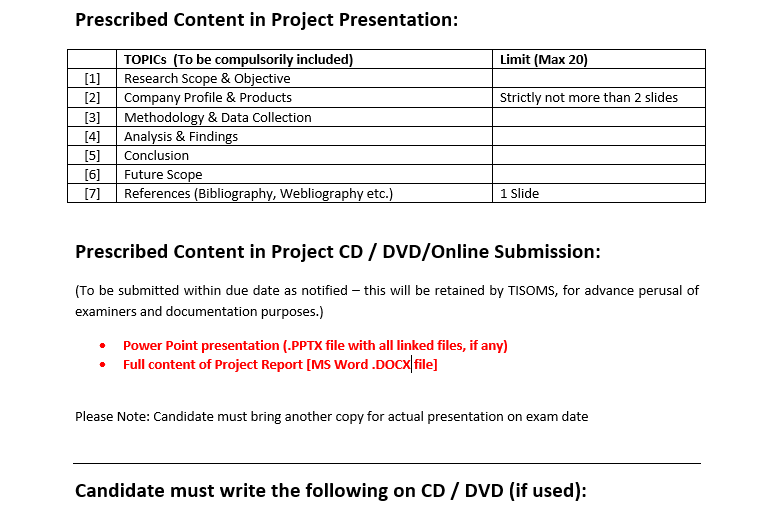 Prescribed Content in Project Presentation:
TOPICs (To be compulsorily included) Limit (Max 20)
[1] Research Scope & Objective
[2] Company Profile & Products Strictly not more than 2 slides
[3] Methodology & Data Collection
[4] Analysis & Findings
[5] Conclusion
[6] Future Scope
[7] References (Bibliography, Webliography etc.) 1 Slide
Prescribed Content in Project CD / DVD/Online Submission:
(To be submitted within due date as notified – this will be retained by TISOMS, for advance perusal of
examiners and documentation purposes.)
• Power Point presentation (.PPTX file with all linked files, if any)
• Full content of Project Report [MS Word .DOCX file]
Please Note: Candidate must bring another copy for actual presentation on exam date
Candidate must write the following on CD / DVD (if used):